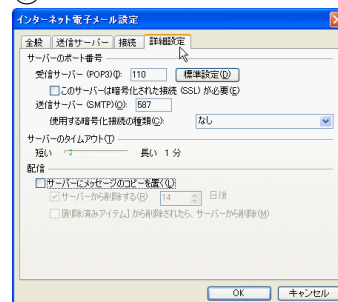 インターネット電子メール設定
全般 送信サーバー 接続 詳細設定
サーバーのポート番号
受信サーバー (POP3)(I): 110 標準設定(D)
このサーバーは暗号化された接続 (SSL) が必要(E)
送信サーバー (SMTP)(O): 587
使用する暗号化接続の種類(C): なし
サーバーのタイムアウト(T)
短い 長い 1 分
配信
サーバーにメッセージのコピーを置く(L)
サーバーから削除する(R) 14 日後
[削除済みアイテム] から削除されたら、サーバーから削除(M)
OK キャンセル